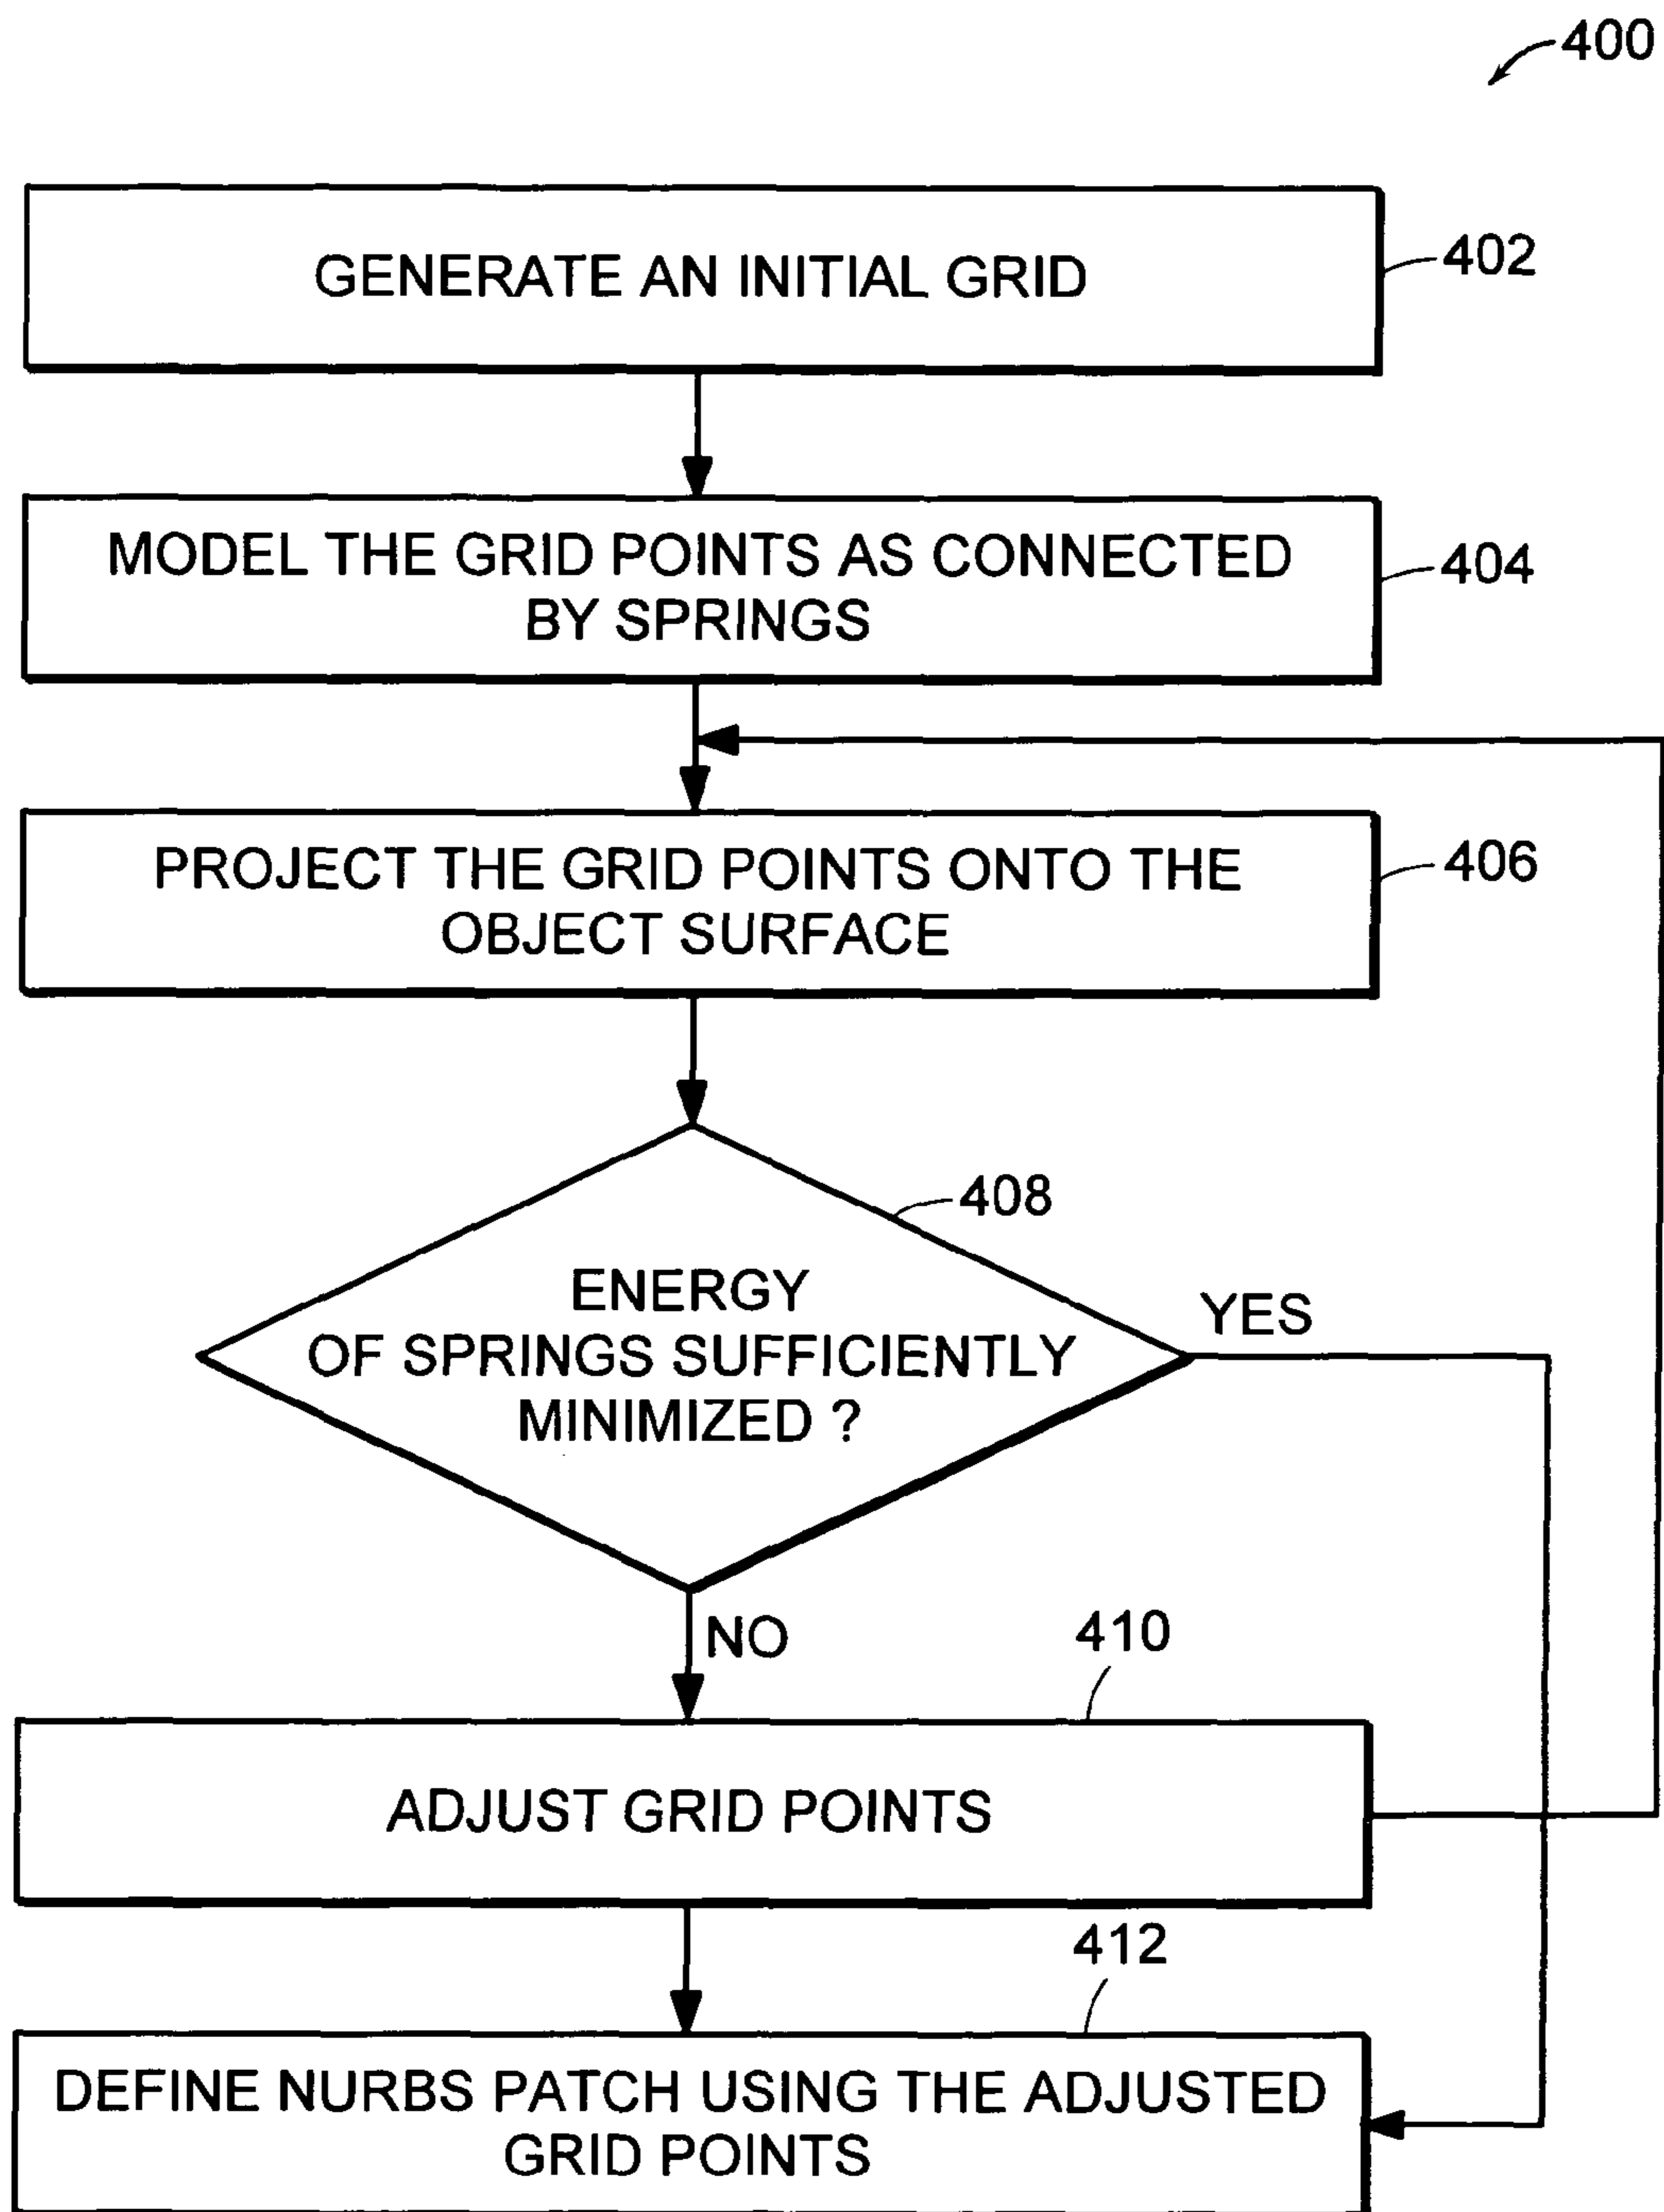 400
GENERATE AN INITIAL GRID
402
MODEL THE GRID POINTS AS CONNECTED
BY SPRINGS
404
PROJECT THE GRID POINTS ONTO THE
OBJECT SURFACE
406
408
ENERGY
OF SPRINGS SUFFICIENTLY
MINIMIZED ?
YES
NO
410
ADJUST GRID POINTS
412
DEFINE NURBS PATCH USING THE ADJUSTED
GRID POINTS